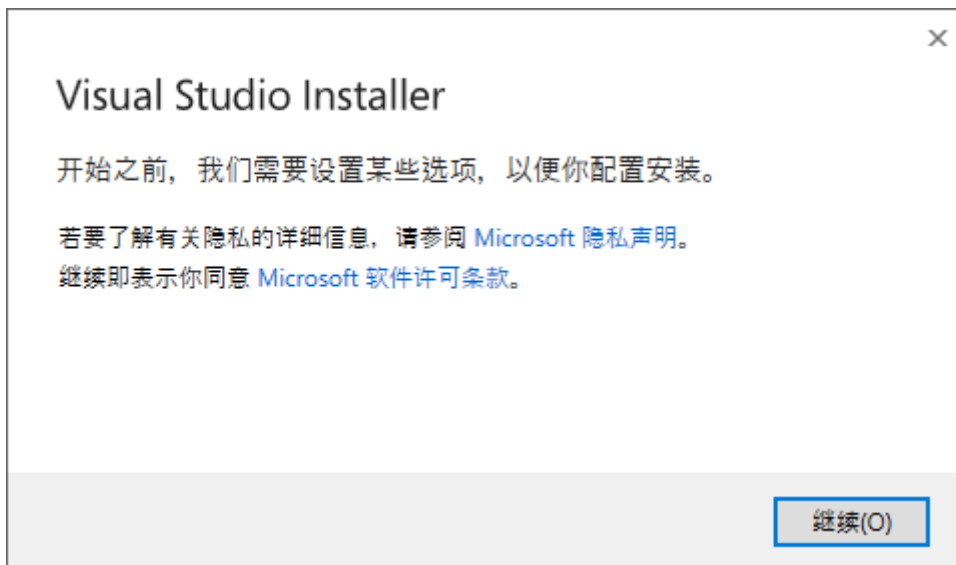 Visual Studio Installer
开始之前，我们需要设置某些选项，以便你配置安装。
若要了解有关隐私的详细信息，请参阅 Microsoft 隐私声明。
继续即表示你同意 Microsoft 软件许可条款。
继续(O)